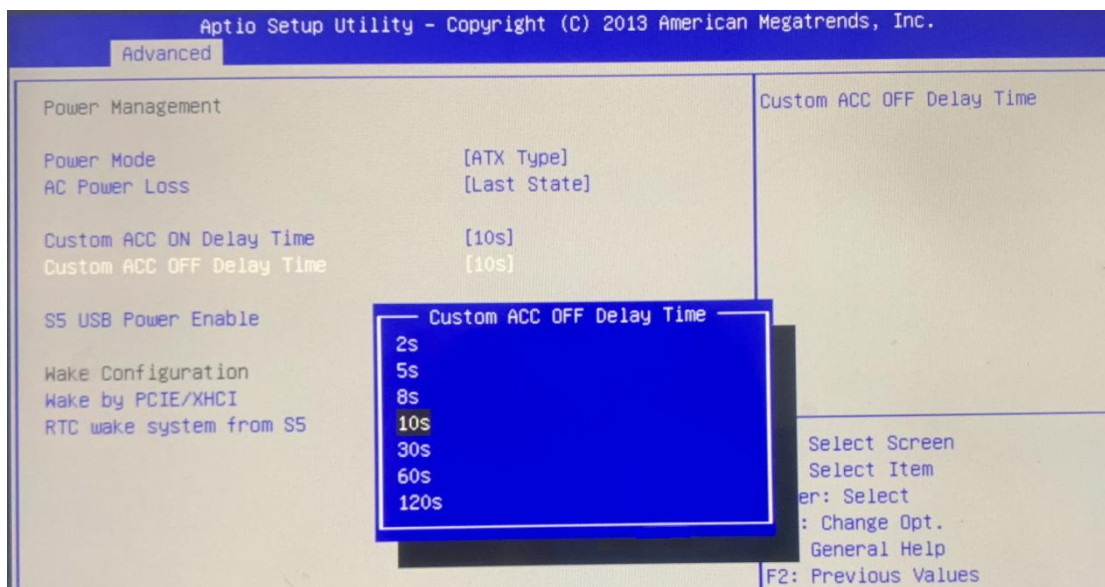 Aptio Setup Utility - Copyright (C) 2013 American Megatrends, Inc.
Advanced
Power Management
Power Mode [ATX Type]
AC Power Loss [Last State]
Custom ACC ON Delay Time [10s]
Custom ACC OFF Delay Time [10s]
S5 USB Power Enable
Wake Configuration
Wake by PCIE/XHCI
RTC wake system from S5
Custom ACC OFF Delay Time
2s
5s
8s
10s
30s
60s
120s
Custom ACC OFF Delay Time
Select Screen
Select Item
er: Select
: Change Opt.
General Help
F2: Previous Values